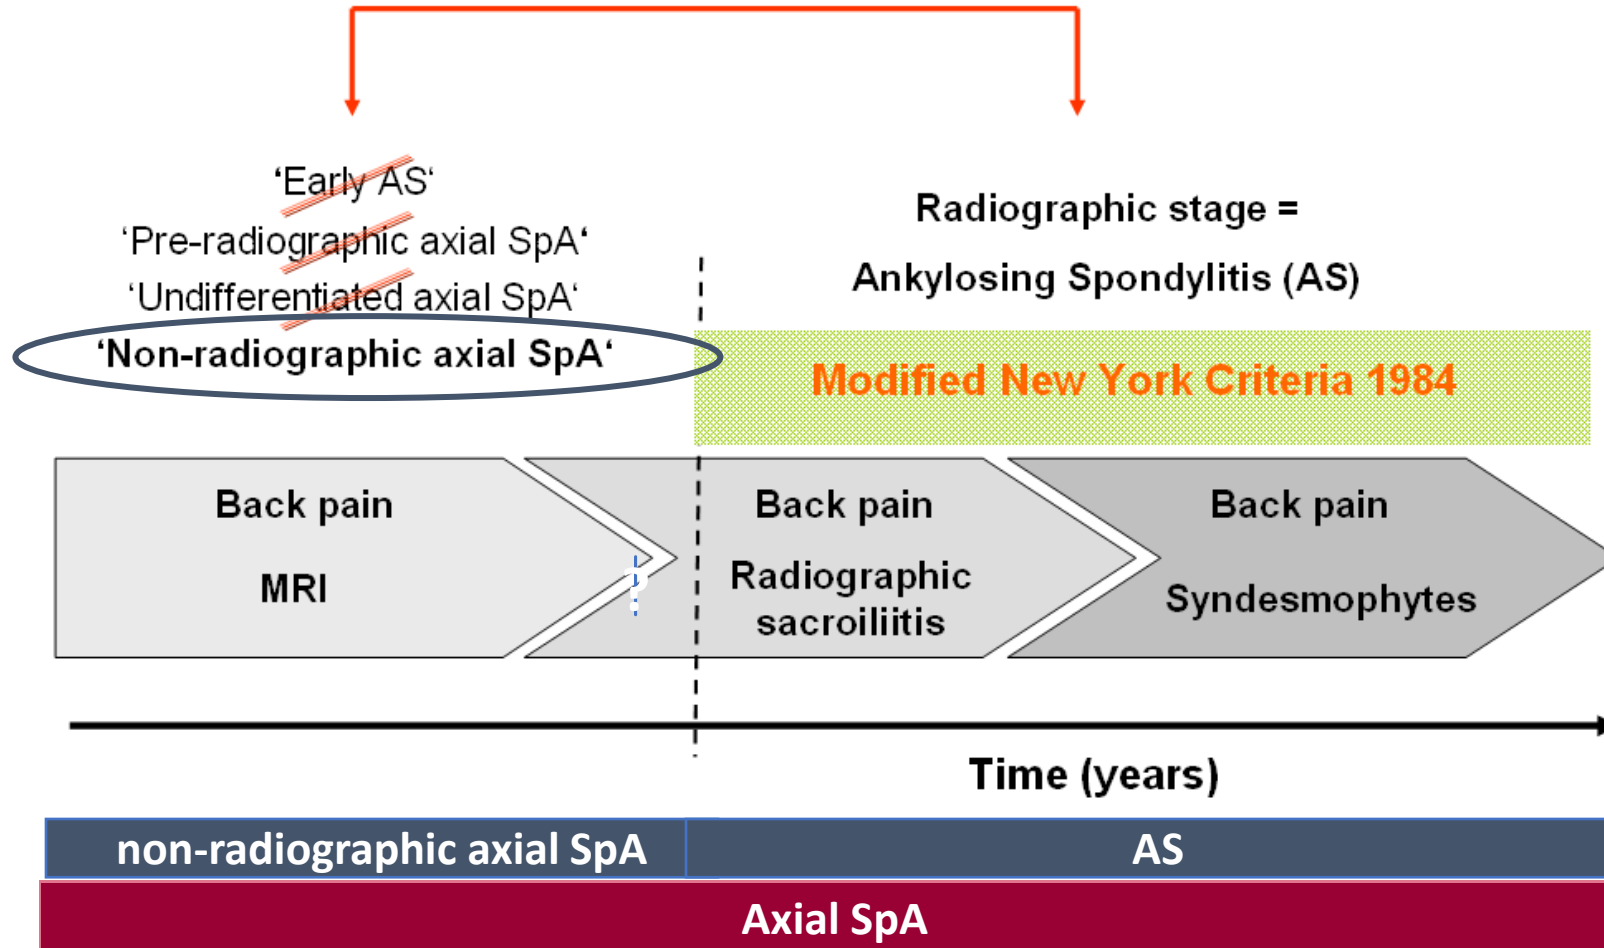 ‘Early AS‘
‘Pre-radiographic axial SpA‘
‘Undifferentiated axial SpA‘
‘Non-radiographic axial SpA‘
Radiographic stage =
Ankylosing Spondylitis (AS)
Modified New York Criteria 1984
Back pain
MRI
?
Back pain
Radiographic
sacroiliitis
Back pain
Syndesmophytes
Time (years)
non-radiographic axial SpA
AS
Axial SpA